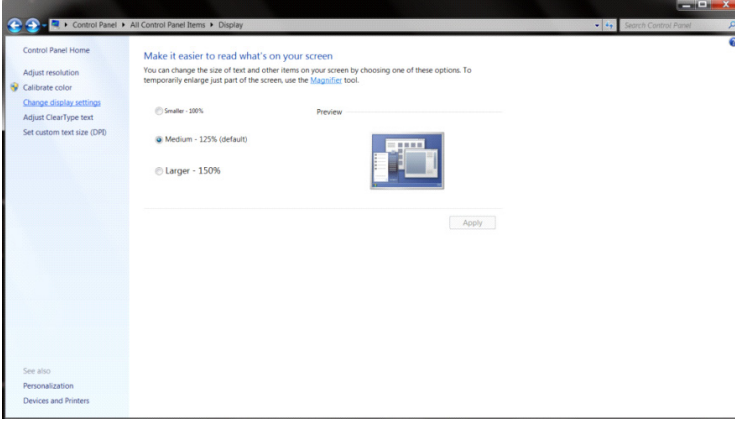 Control Panel ▸ All Control Panel Items ▸ Display
Search Control Panel
Control Panel Home
Adjust resolution
Calibrate color
Change display settings
Adjust ClearType text
Set custom text size (DPI)
See also
Personalization
Devices and Printers
Make it easier to read what's on your screen
You can change the size of text and other items on your screen by choosing one of these options. To
temporarily enlarge just part of the screen, use the Magnifier tool.
Smaller - 100%
Preview
Medium - 125% (default)
Larger - 150%
Apply